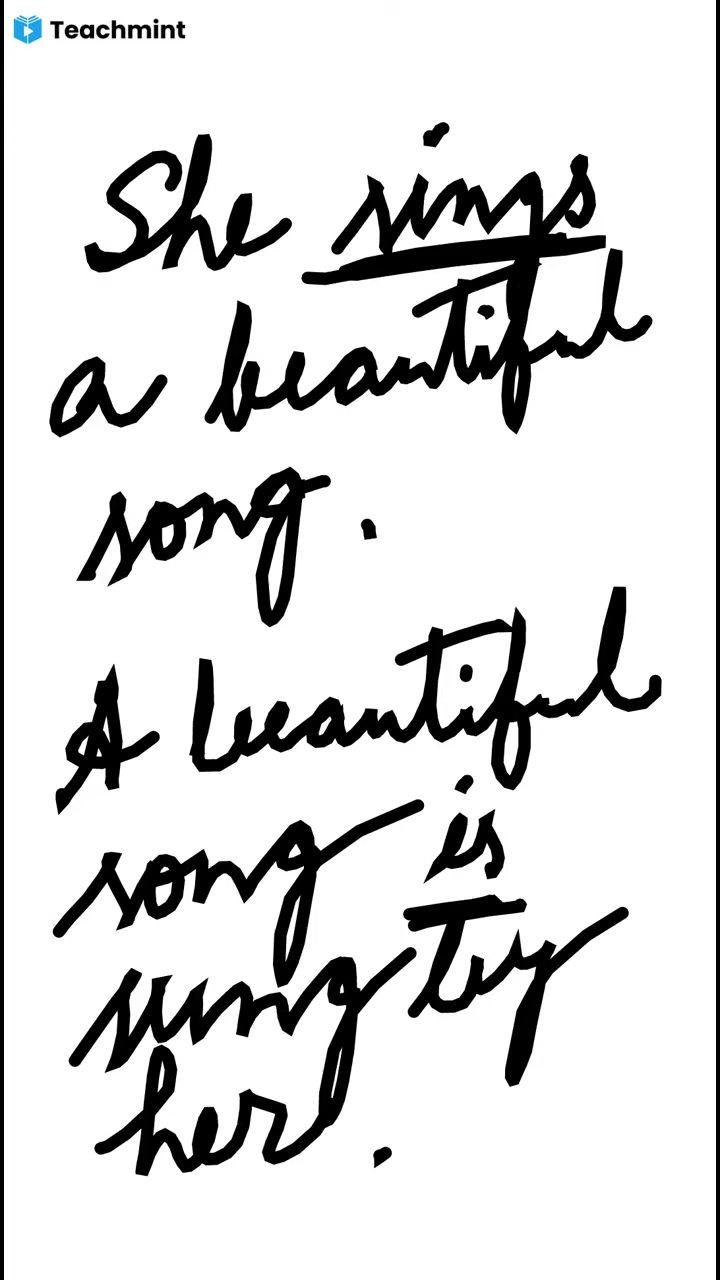 Teachmint
She sings
a beautiful
song.
A beautiful
song is
sung by
her.